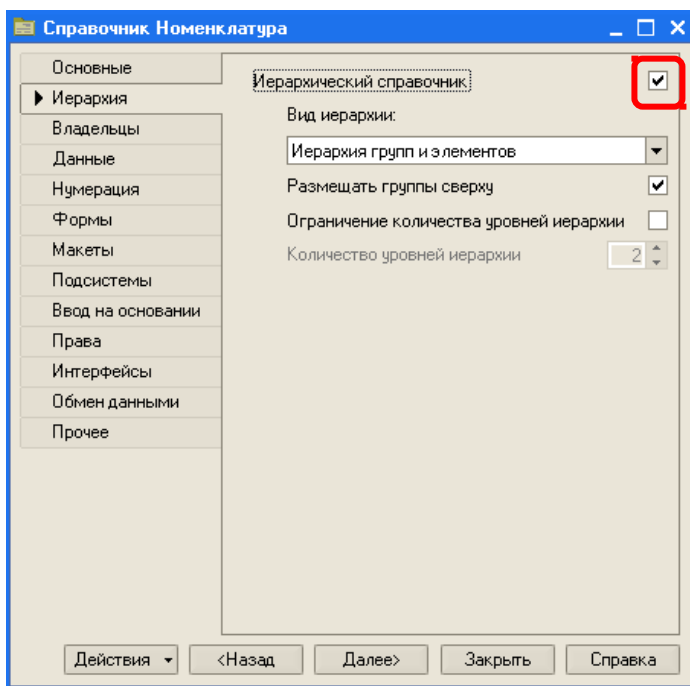 Справочник Номенклатура
Основные
Иерархия
Владельцы
Данные
Нумерация
Формы
Макеты
Подсистемы
Ввод на основании
Права
Интерфейсы
Обмен данными
Прочее
Иерархический справочник
Вид иерархии:
Иерархия групп и элементов
Размещать группы сверху
Ограничение количества уровней иерархии
Количество уровней иерархии 2
Действия <Назад Далее> Закрыть Справка